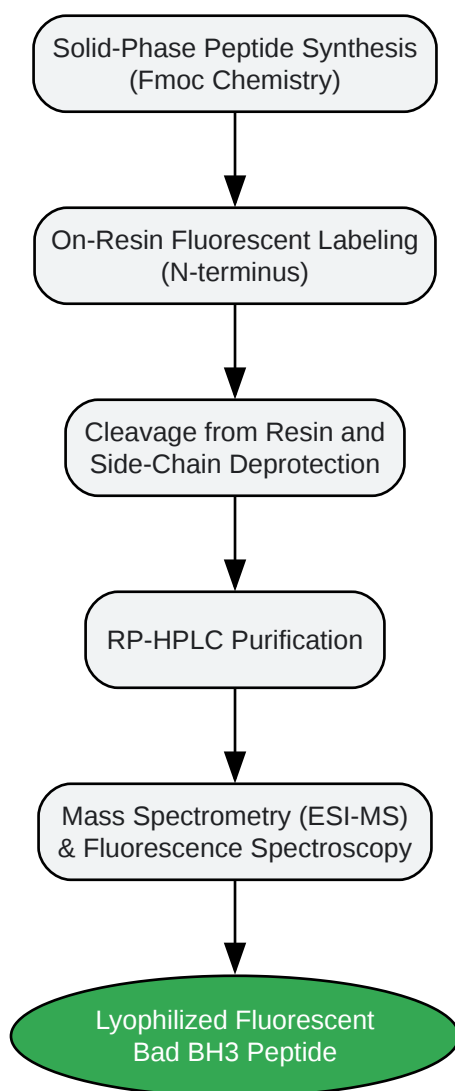 Solid-Phase Peptide Synthesis
(Fmoc Chemistry)
On-Resin Fluorescent Labeling
(N-terminus)
Cleavage from Resin and
Side-Chain Deprotection
RP-HPLC Purification
Mass Spectrometry (ESI-MS)
& Fluorescence Spectroscopy
Lyophilized Fluorescent
Bad BH3 Peptide